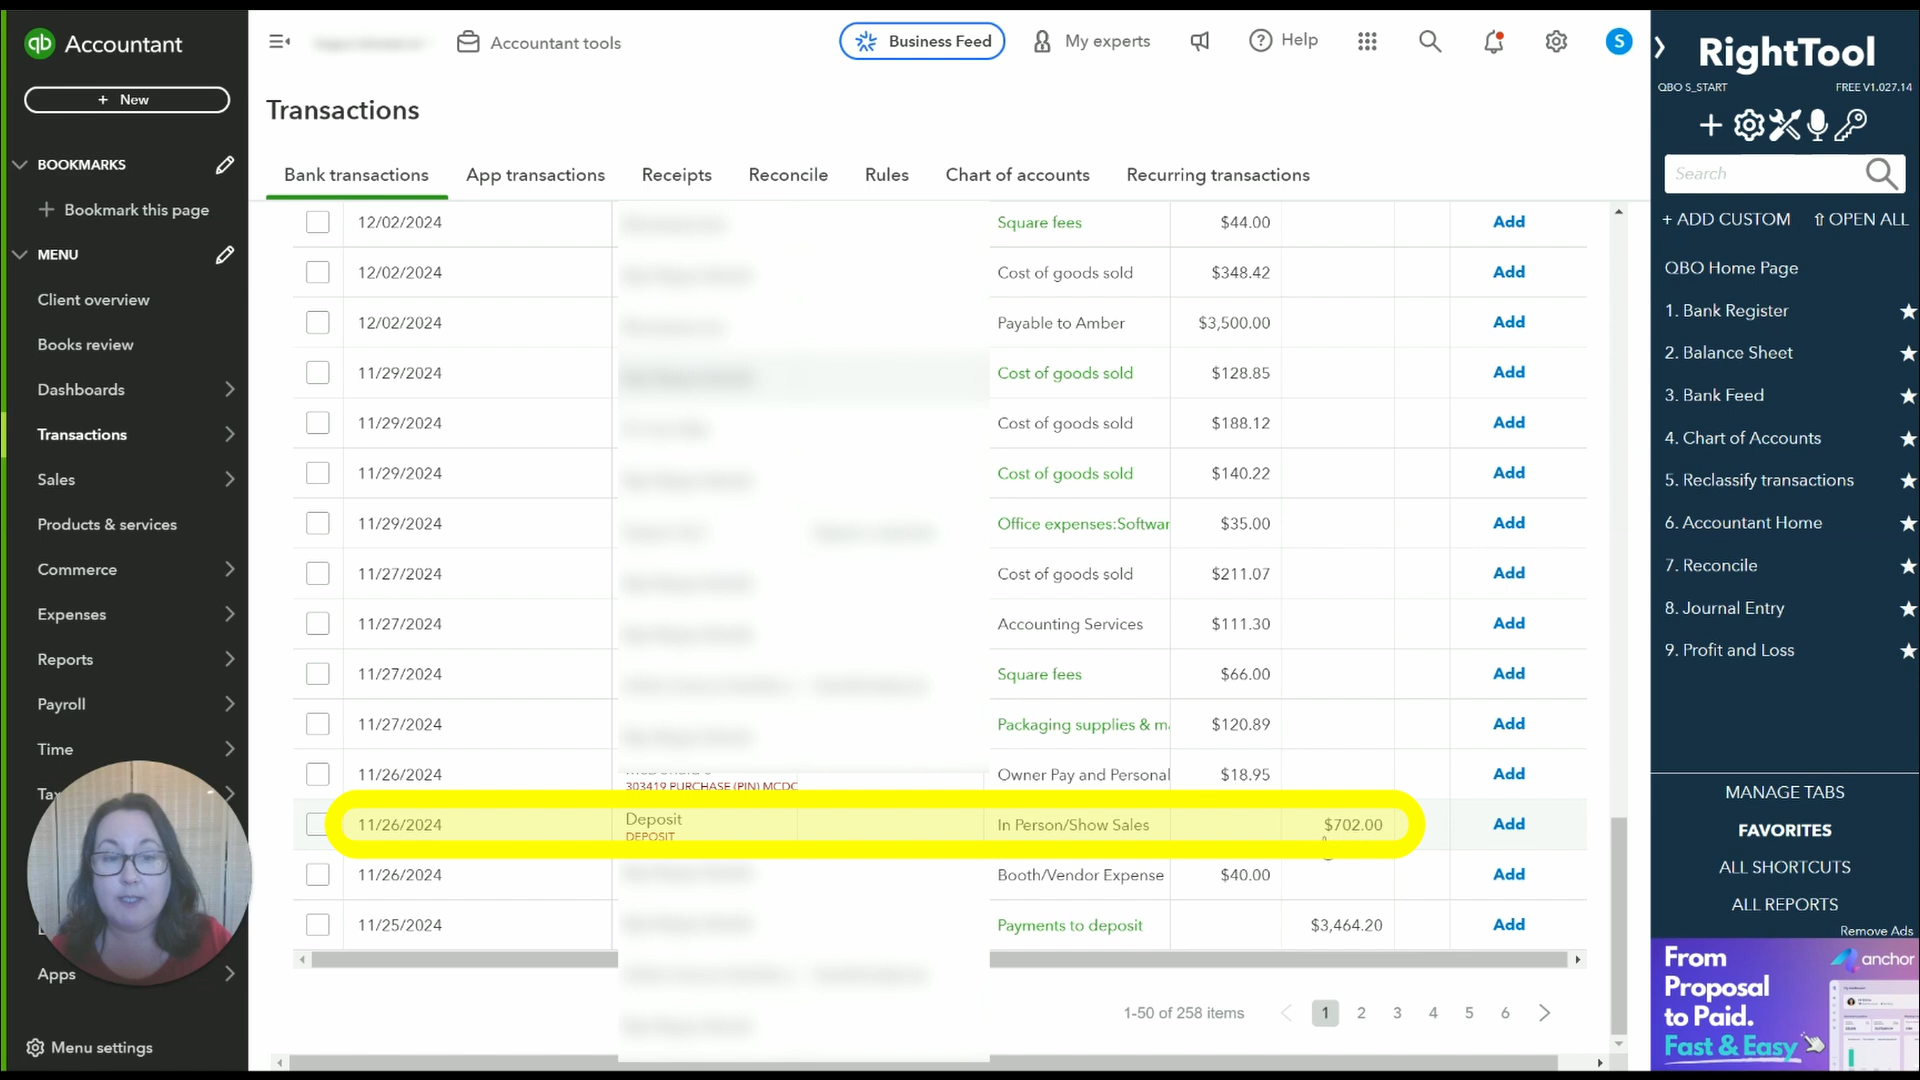 qb Accountant
+ New
BOOKMARKS
+ Bookmark this page
MENU
Client overview
Books review
Dashboards
Transactions
Sales
Products & services
Commerce
Expenses
Reports
Payroll
Time
Apps
Menu settings
Accountant tools
Business Feed
My experts
Help
S
Transactions
Bank transactions App transactions Receipts Reconcile Rules Chart of accounts Recurring transactions
12/02/2024 Square fees $44.00 Add
12/02/2024 Cost of goods sold $348.42 Add
12/02/2024 Payable to Amber $3,500.00 Add
11/29/2024 Cost of goods sold $128.85 Add
11/29/2024 Cost of goods sold $188.12 Add
11/29/2024 Cost of goods sold $140.22 Add
11/29/2024 Office expenses:Softwar $35.00 Add
11/27/2024 Cost of goods sold $211.07 Add
11/27/2024 Accounting Services $111.30 Add
11/27/2024 Square fees $66.00 Add
11/27/2024 Packaging supplies & ma $120.89 Add
11/26/2024 303419 PURCHASE (PIN) MCDC Owner Pay and Personal $18.95 Add
11/26/2024 Deposit In Person/Show Sales $702.00 Add
DEPOSIT
11/26/2024 Booth/Vendor Expense $40.00 Add
11/25/2024 Payments to deposit $3,464.20 Add
1-50 of 258 items 1 2 3 4 5 6
RightTool
QBO S_START FREE V1.027.14
Search
+ ADD CUSTOM ⇧ OPEN ALL
QBO Home Page
1. Bank Register
2. Balance Sheet
3. Bank Feed
4. Chart of Accounts
5. Reclassify transactions
6. Accountant Home
7. Reconcile
8. Journal Entry
9. Profit and Loss
MANAGE TABS
FAVORITES
ALL SHORTCUTS
ALL REPORTS
Remove Ads
From
Proposal
to Paid.
Fast & Easy
anchor